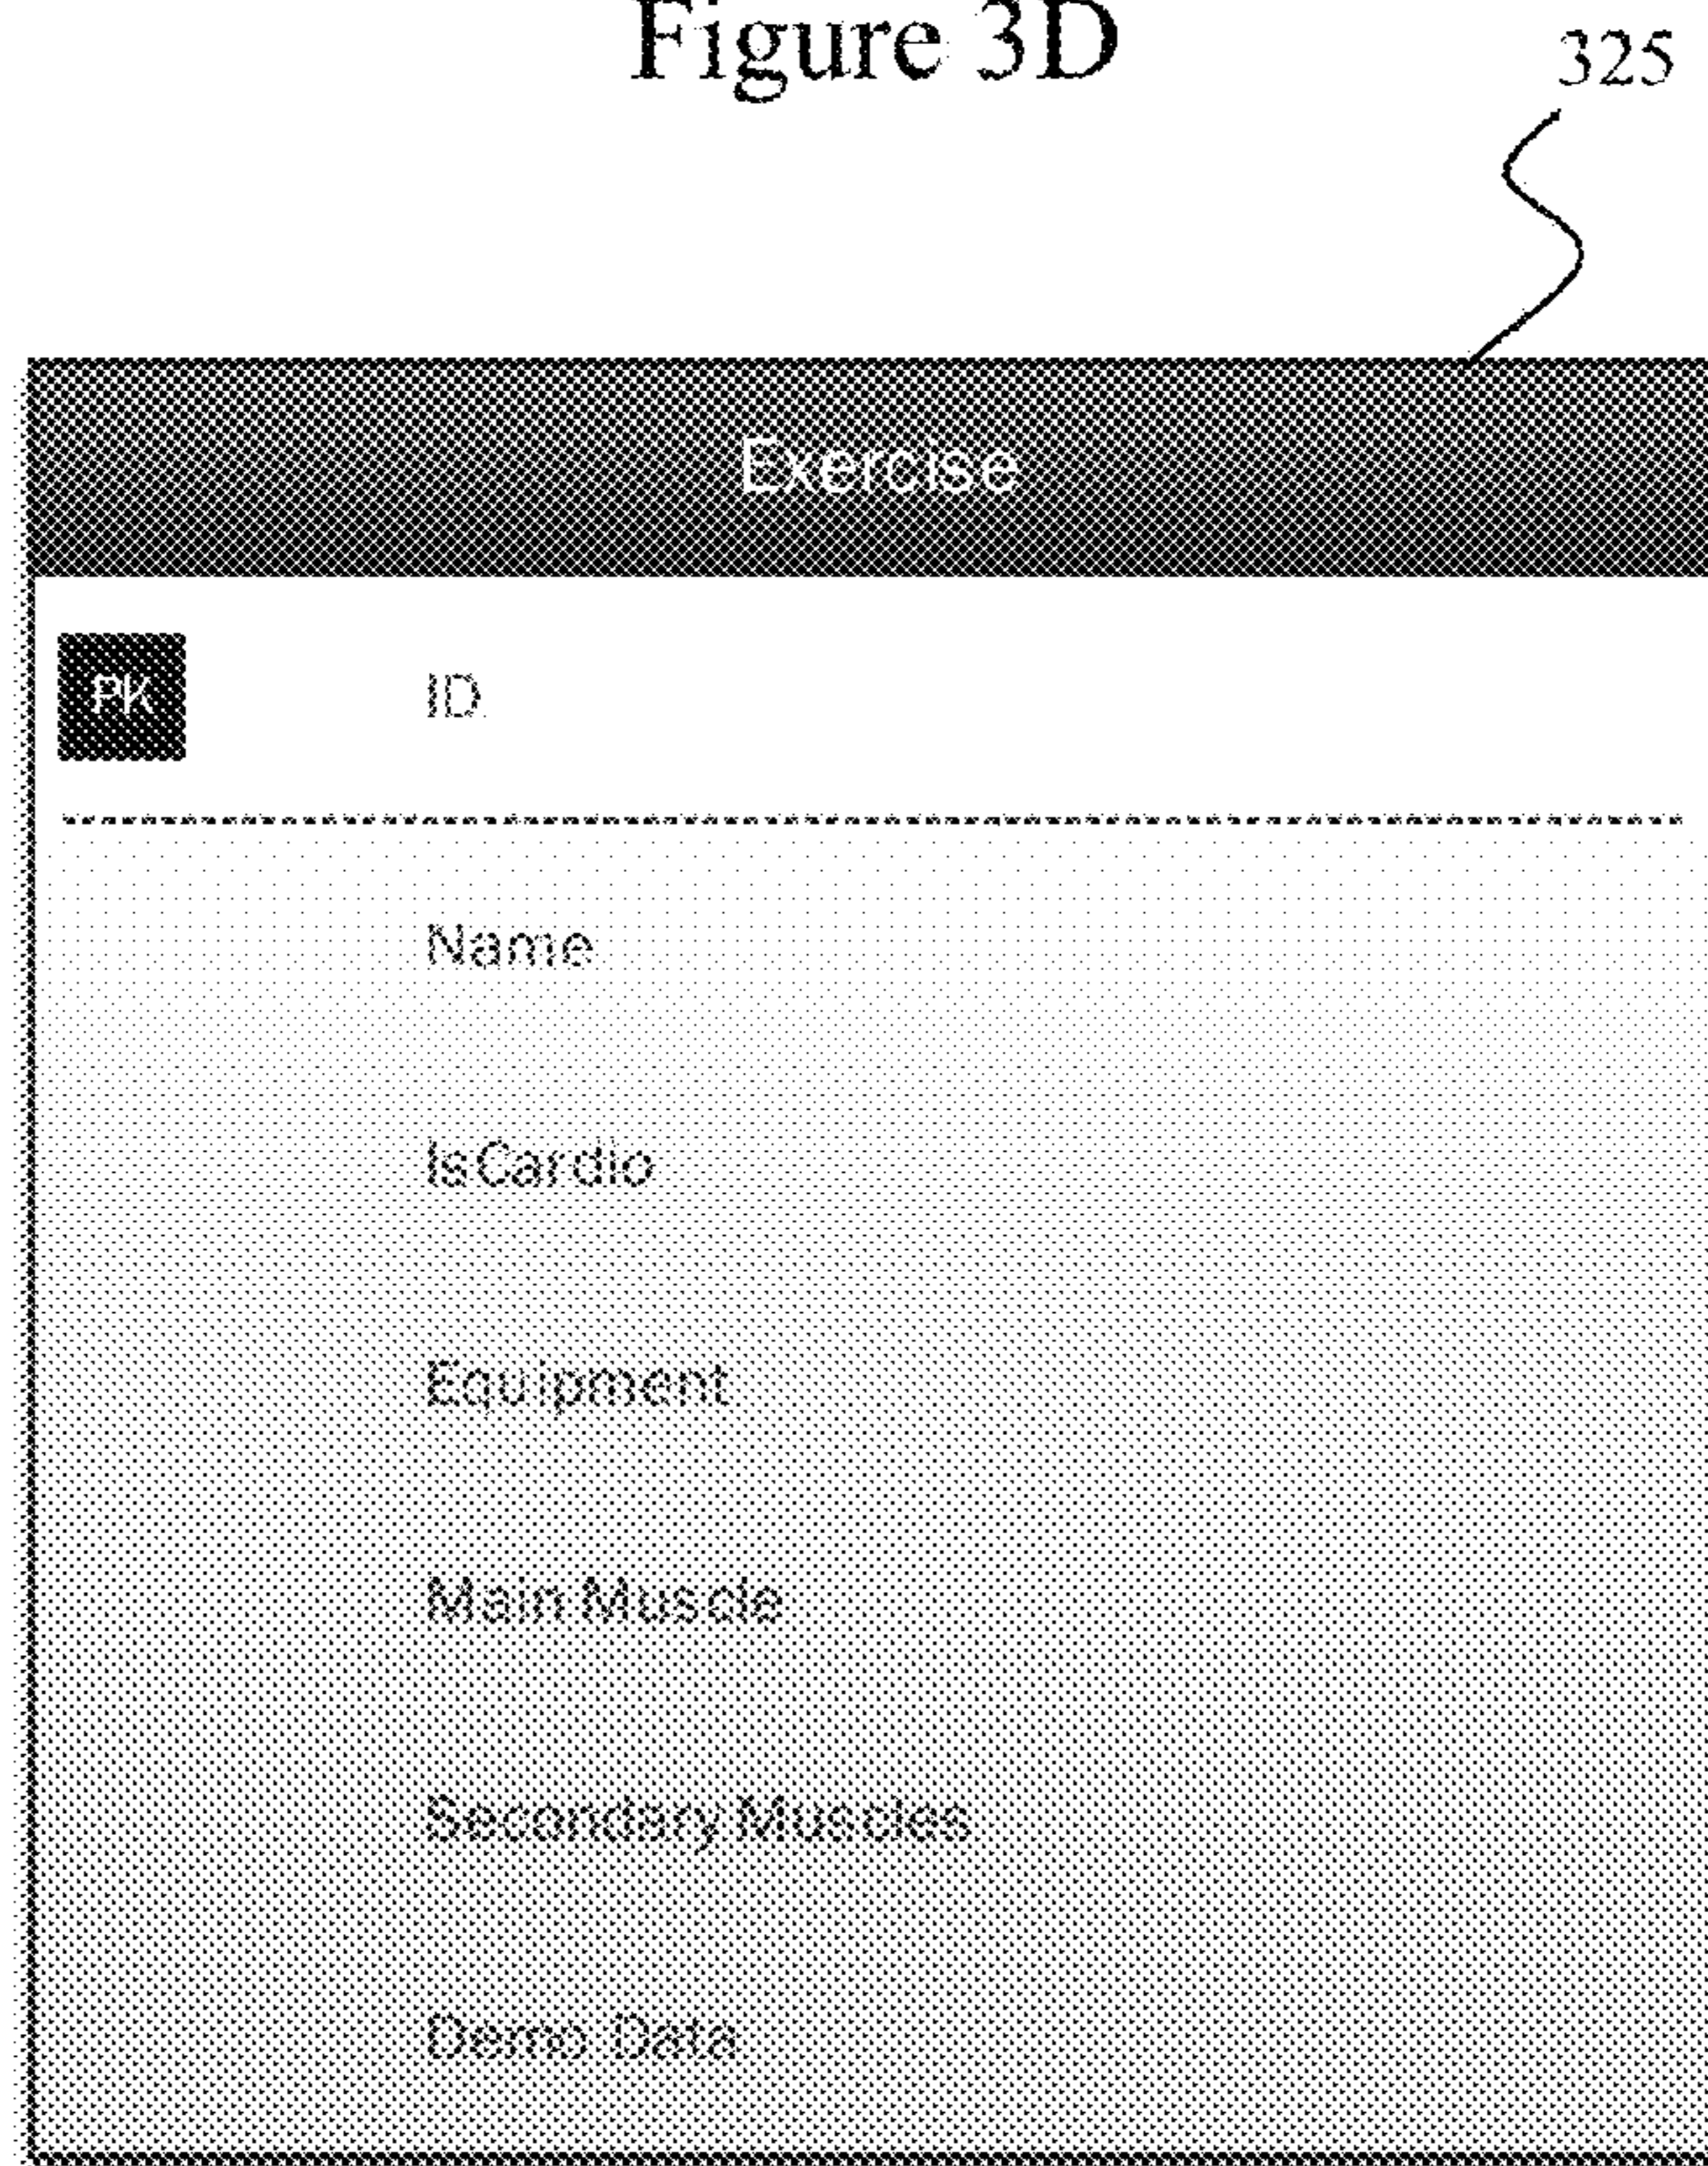 Figure 3D
325
Exercise
PK ID
Name
IsCardio
Equipment
Main Muscle
Secondary Muscles
Demo Data